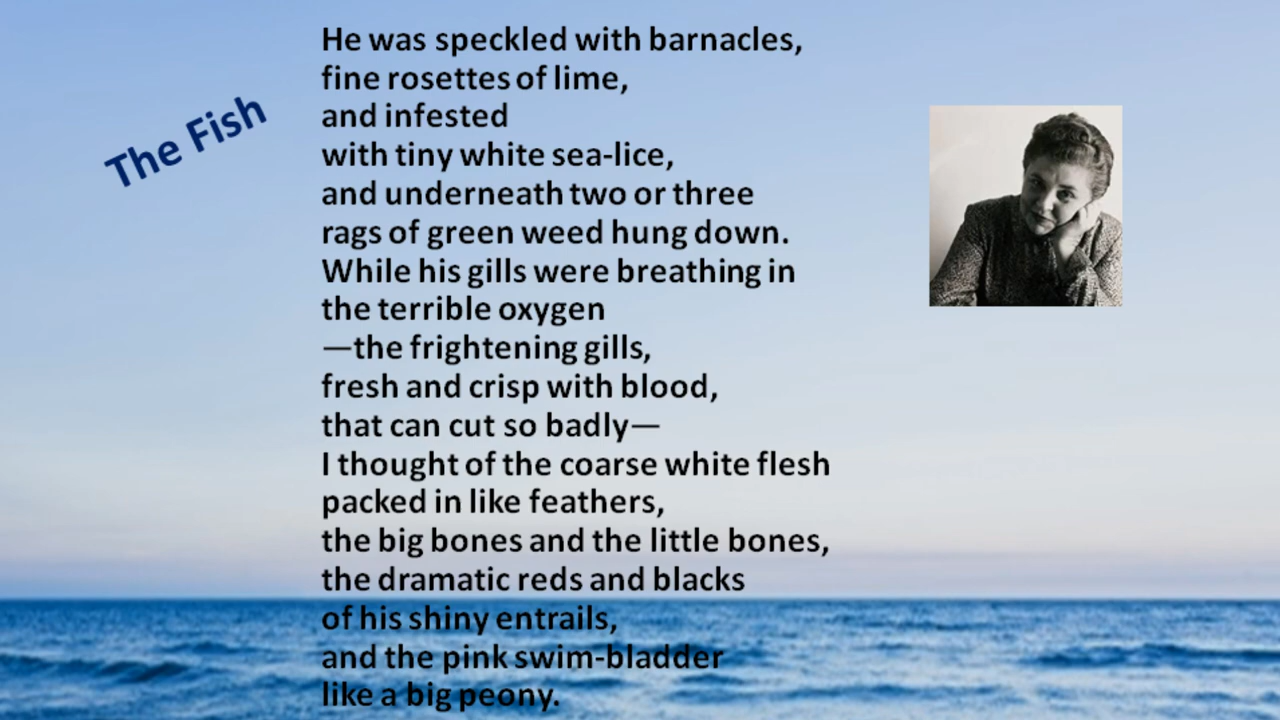 The Fish
He was speckled with barnacles,
fine rosettes of lime,
and infested
with tiny white sea-lice,
and underneath two or three
rags of green weed hung down.
While his gills were breathing in
the terrible oxygen
—the frightening gills,
fresh and crisp with blood,
that can cut so badly—
I thought of the coarse white flesh
packed in like feathers,
the big bones and the little bones,
the dramatic reds and blacks
of his shiny entrails,
and the pink swim-bladder
like a big peony.